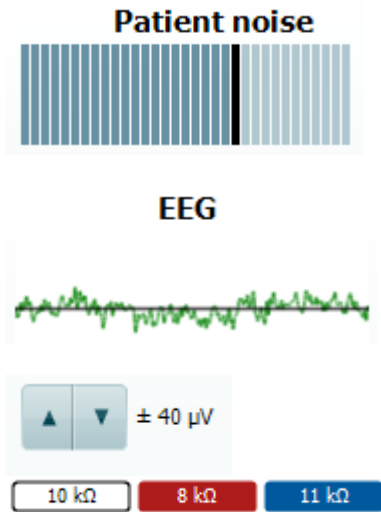 Patient noise
EEG
▲ ▼ ± 40 µV
10 kΩ 8 kΩ 11 kΩ